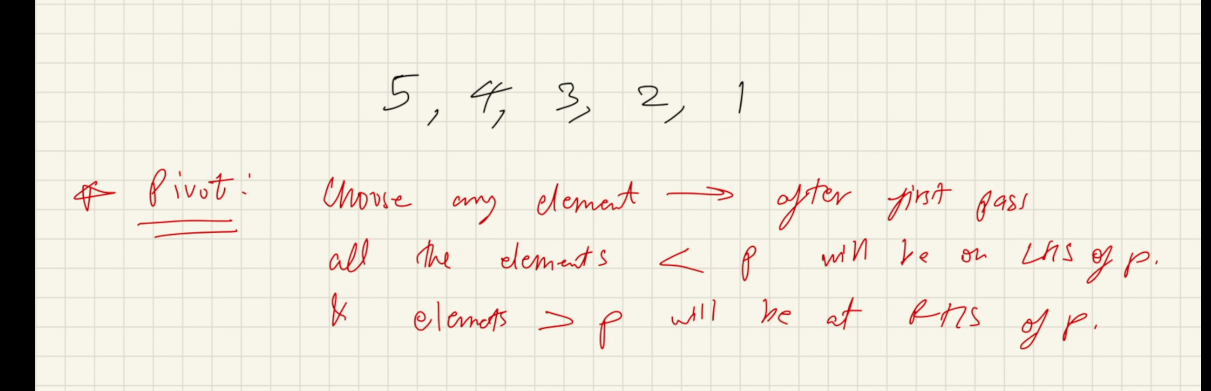 5, 4, 3, 2, 1
* Pivot: Choose any element → after first pass
all the elements < p will be on LHS of p.
& elements > p will be at RHS of p.